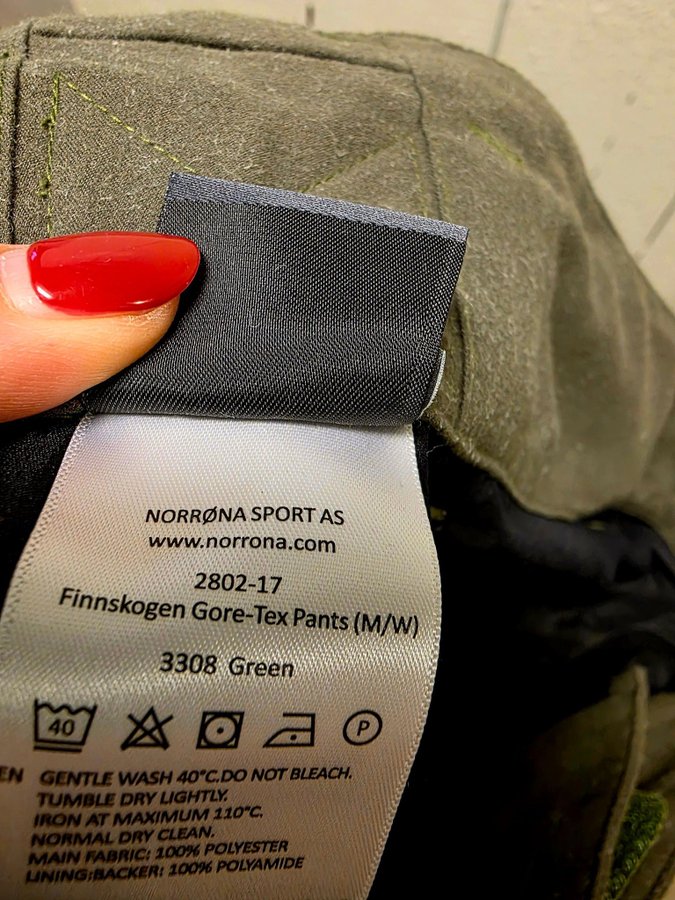 NORRØNA SPORT AS
www.norrona.com
2802-17
Finnskogen Gore-Tex Pants (M/W)
3308 Green
40 P
EN GENTLE WASH 40°C.DO NOT BLEACH.
TUMBLE DRY LIGHTLY.
IRON AT MAXIMUM 110°C.
NORMAL DRY CLEAN.
MAIN FABRIC: 100% POLYESTER
LINING:BACKER: 100% POLYAMIDE